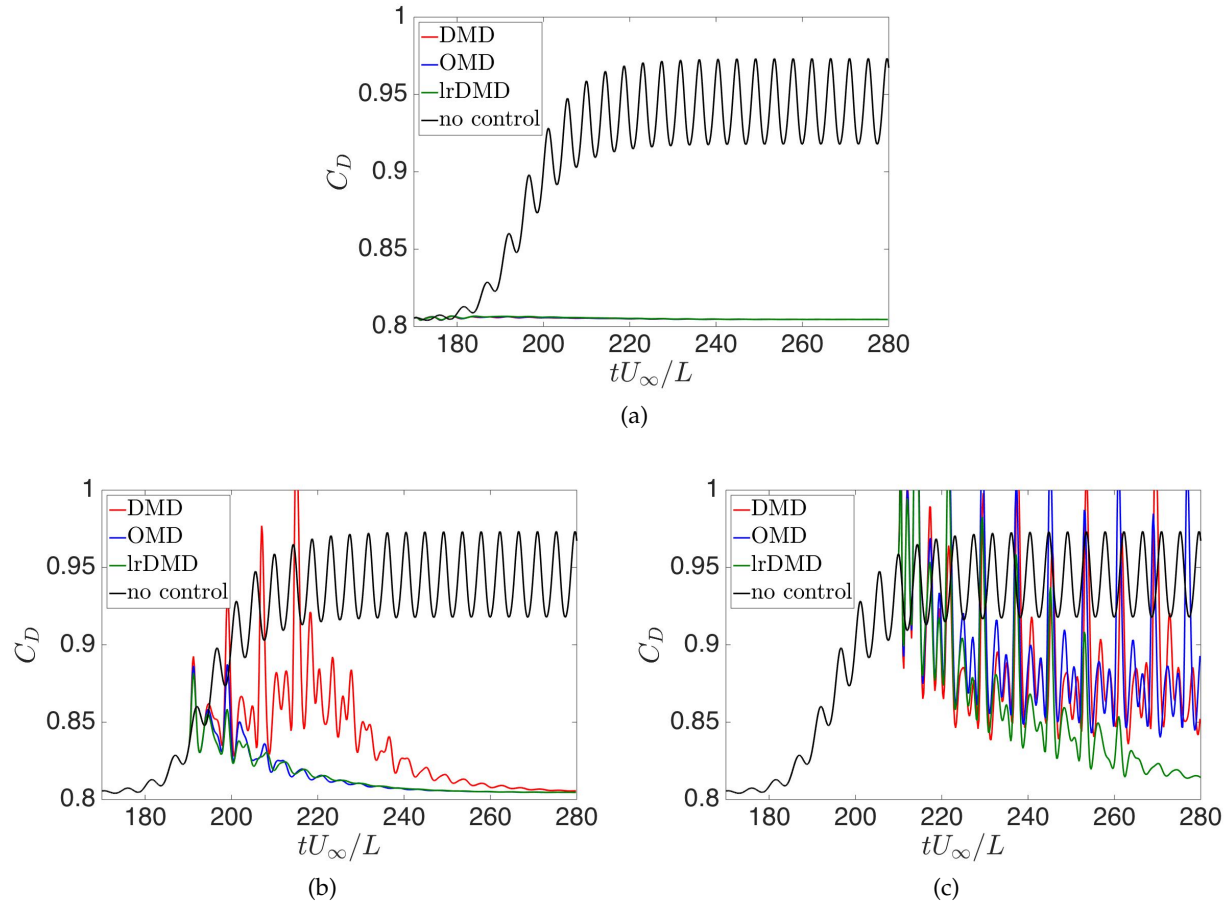 1
0.95
0.9
0.85
0.8
C_D
DMD
OMD
lrDMD
no control
180 200 220 240 260 280
tU_∞/L
(a)
1
0.95
0.9
0.85
0.8
C_D
DMD
OMD
lrDMD
no control
180 200 220 240 260 280
tU_∞/L
(b)
1
0.95
0.9
0.85
0.8
C_D
DMD
OMD
lrDMD
no control
180 200 220 240 260 280
tU_∞/L
(c)